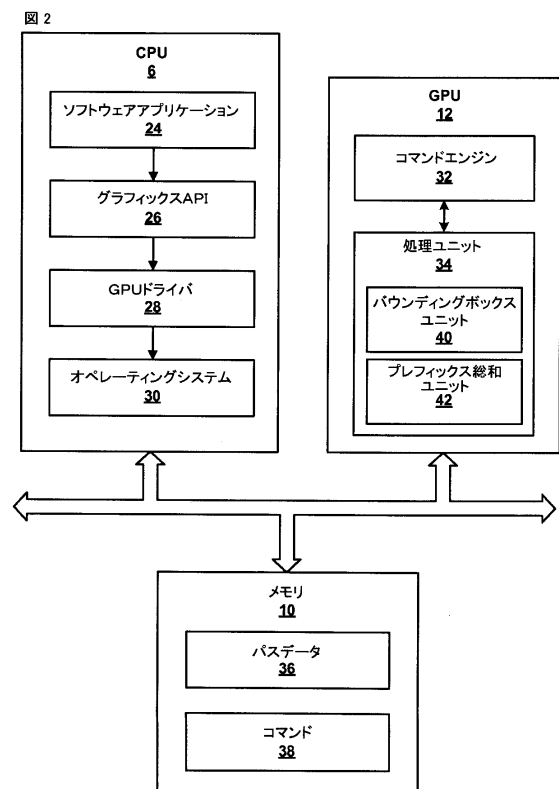 図 2
CPU
6
ソフトウェアアプリケーション
24
グラフィックスAPI
26
GPUドライバ
28
オペレーティングシステム
30
GPU
12
コマンドエンジン
32
処理ユニット
34
バウンディングボックス
ユニット
40
プレフィックス総和
ユニット
42
メモリ
10
パスデータ
36
コマンド
38